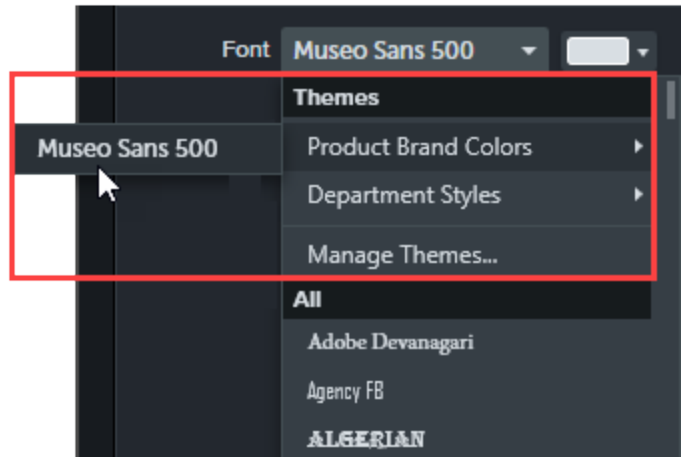 Font Museo Sans 500
Themes
Museo Sans 500
Product Brand Colors
Department Styles
Manage Themes...
All
Adobe Devanagari
Agency FB
ALGERIAN